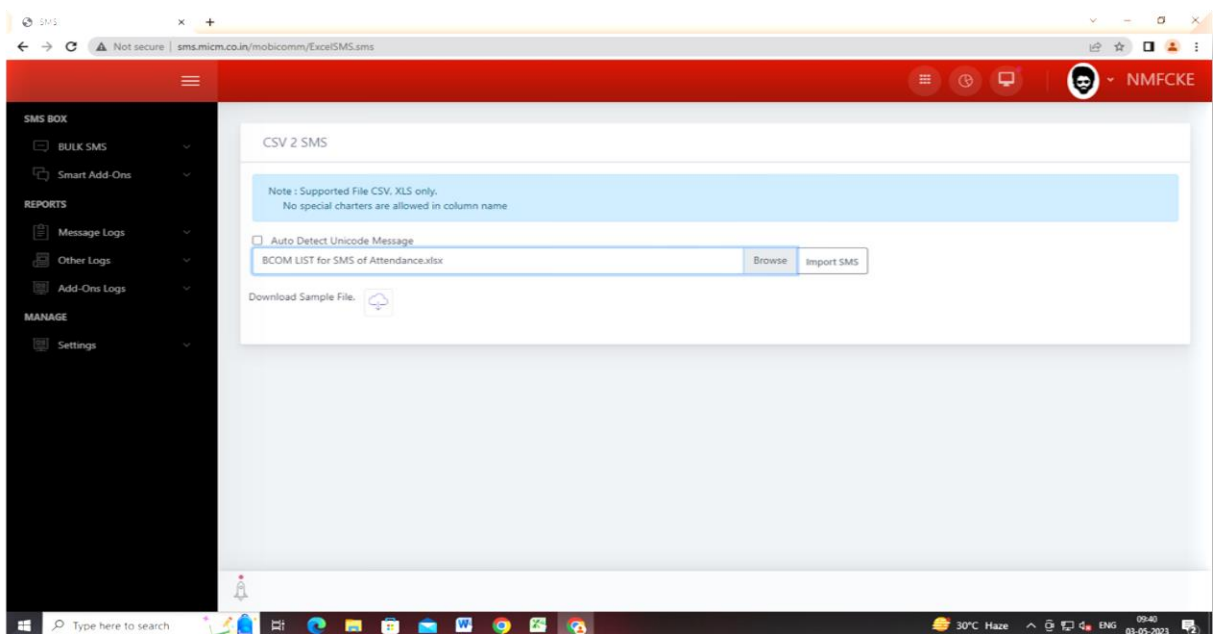 SMS
Not secure | sms.micm.co.in/mobicomm/ExcelSMS.sms
NMFCKE
SMS BOX
BULK SMS
Smart Add-Ons
REPORTS
Message Logs
Other Logs
Add-Ons Logs
MANAGE
Settings
CSV 2 SMS
Note : Supported File CSV, XLS only.
No special charters are allowed in column name
Auto Detect Unicode Message
BCOM LIST for SMS of Attendance.xlsx Browse Import SMS
Download Sample File.
Type here to search
30°C Haze ENG 09:40
03-05-2023